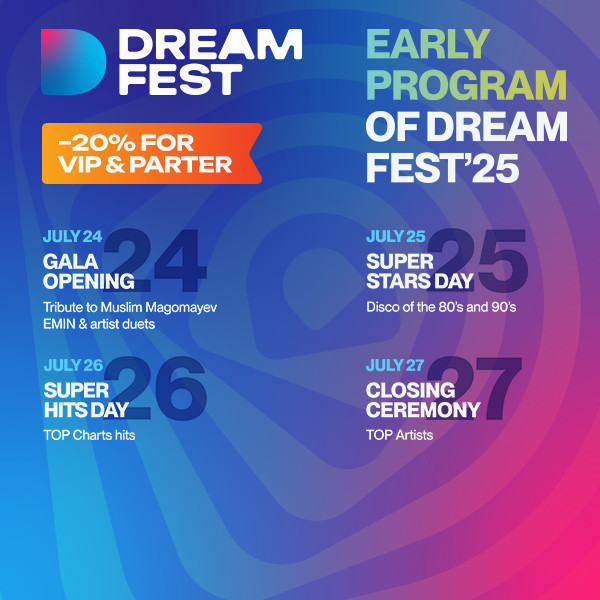 DREAM
FEST
EARLY
PROGRAM
OF DREAM
FEST'25
–20% FOR
VIP & PARTER
JULY 24
24
GALA
OPENING
Tribute to Muslim Magomayev
EMIN & artist duets
JULY 25
25
SUPER
STARS DAY
Disco of the 80's and 90's
JULY 26
26
SUPER
HITS DAY
TOP Charts hits
JULY 27
27
CLOSING
CEREMONY
TOP Artists